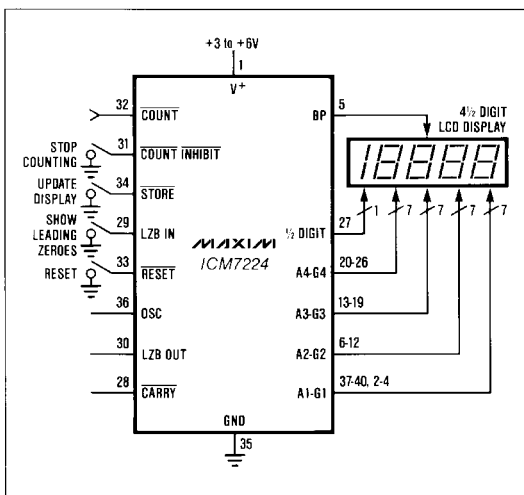 +3 to +6V
1
V+
32
COUNT
5
BP
4½ DIGIT
LCD DISPLAY
STOP
COUNTING
31
COUNT INHIBIT
18888
UPDATE
DISPLAY
34
STORE
1
7
7
7
7
SHOW
LEADING
ZEROES
29
LZB IN
MAXIM
ICM7224
½ DIGIT
27
RESET
33
RESET
A4-G4
20-26
36
OSC
A3-G3
13-19
30
LZB OUT
A2-G2
6-12
28
CARRY
A1-G1
37-40, 2-4
GND
35